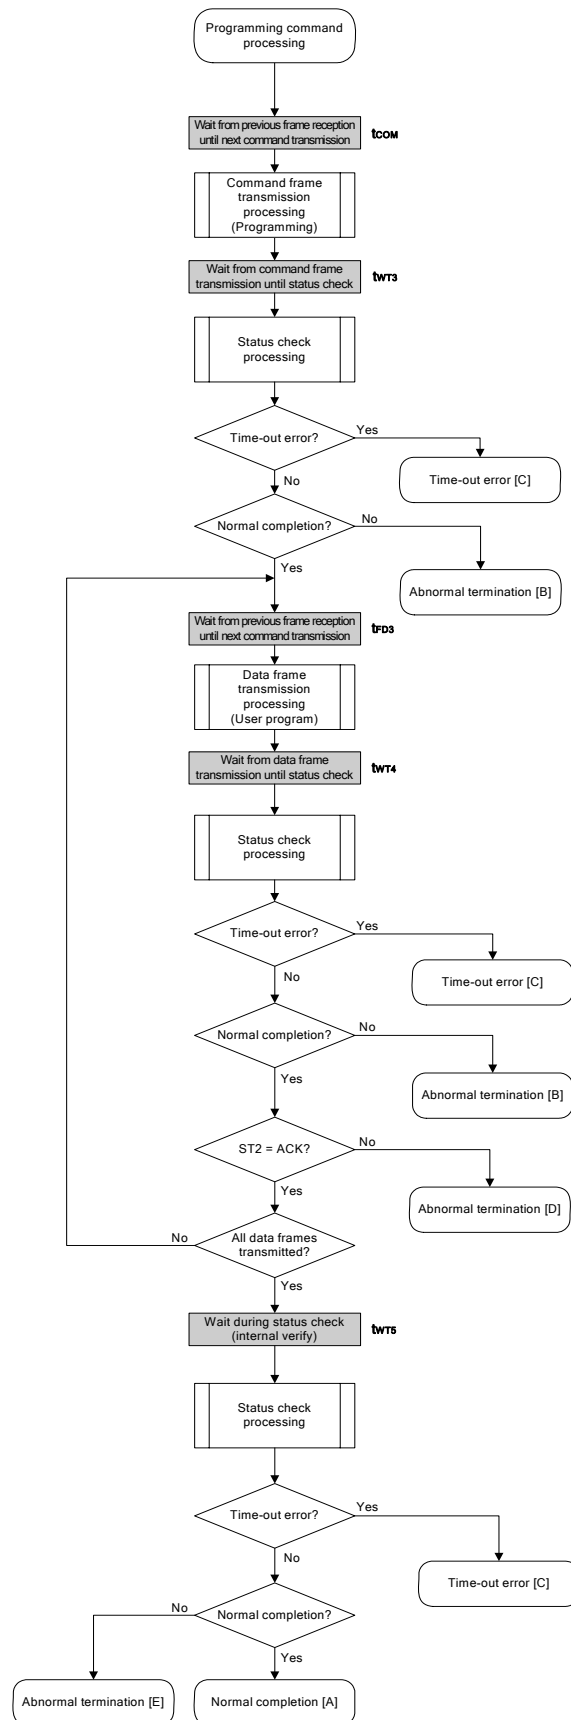 Programming command
processing
Wait from previous frame reception
until next command transmission
tCOM
Command frame
transmission
processing
(Programming)
Wait from command frame
transmission until status check
tWT3
Status check
processing
Time-out error?
Yes
Time-out error [C]
No
Normal completion?
No
Abnormal termination [B]
Yes
Wait from previous frame reception
until next command transmission
tFD3
Data frame
transmission
processing
(User program)
Wait from data frame
transmission until status check
tWT4
Status check
processing
Time-out error?
Yes
Time-out error [C]
No
Normal completion?
No
Abnormal termination [B]
Yes
ST2 = ACK?
No
Abnormal termination [D]
Yes
No
All data frames
transmitted?
Yes
Wait during status check
(internal verify)
tWT5
Status check
processing
Time-out error?
Yes
Time-out error [C]
No
No
Normal completion?
Yes
Abnormal termination [E]
Normal completion [A]